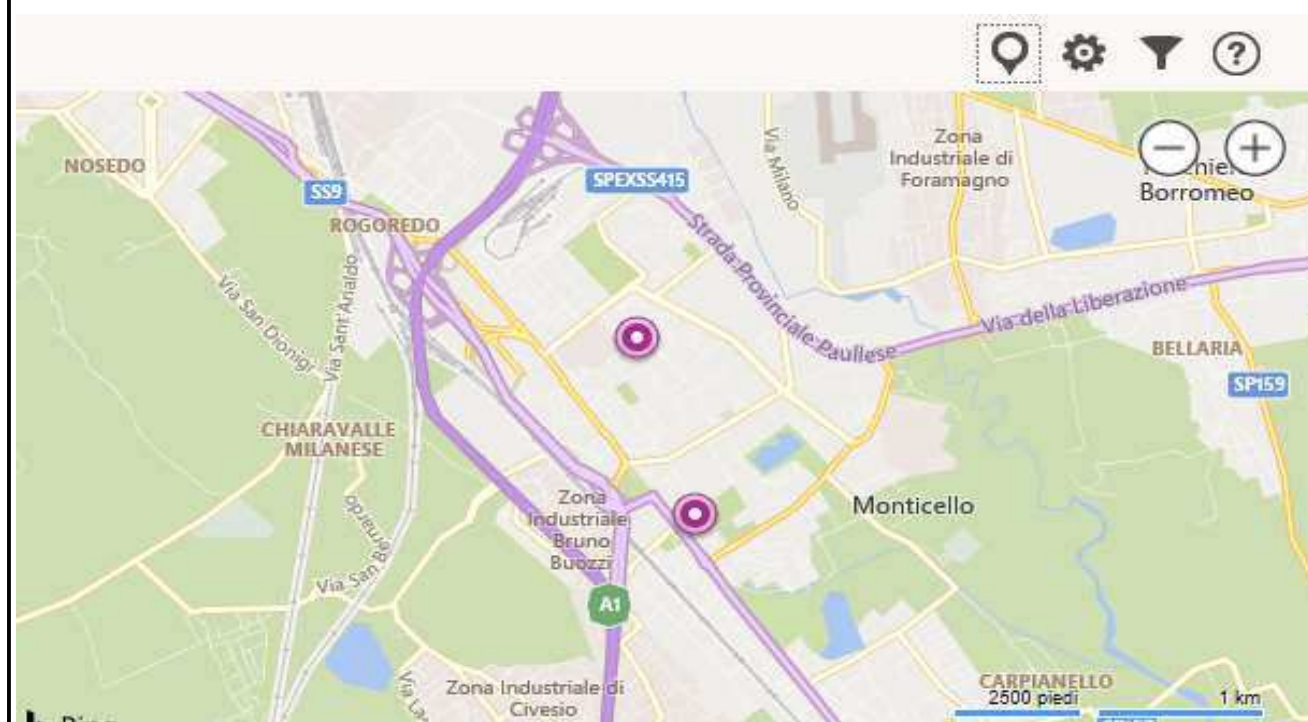 ?
NOSEDO
SS9
SPEXSS415
Via Milano
Zona
Industriale di
Foramagno
Borromeo
ROGOREDO
Strada Provinciale Paullese
Via della Liberazione
BELLARIA
SP159
Via San Dionigi
Via Sant'Arialdo
CHIARAVALLE
MILANESE
Zona
Industriale
Bruno
Buozzi
Monticello
Via San Bernardo
A1
Zona Industriale di
Civesio
CARPIANELLO
2500 piedi
1 km